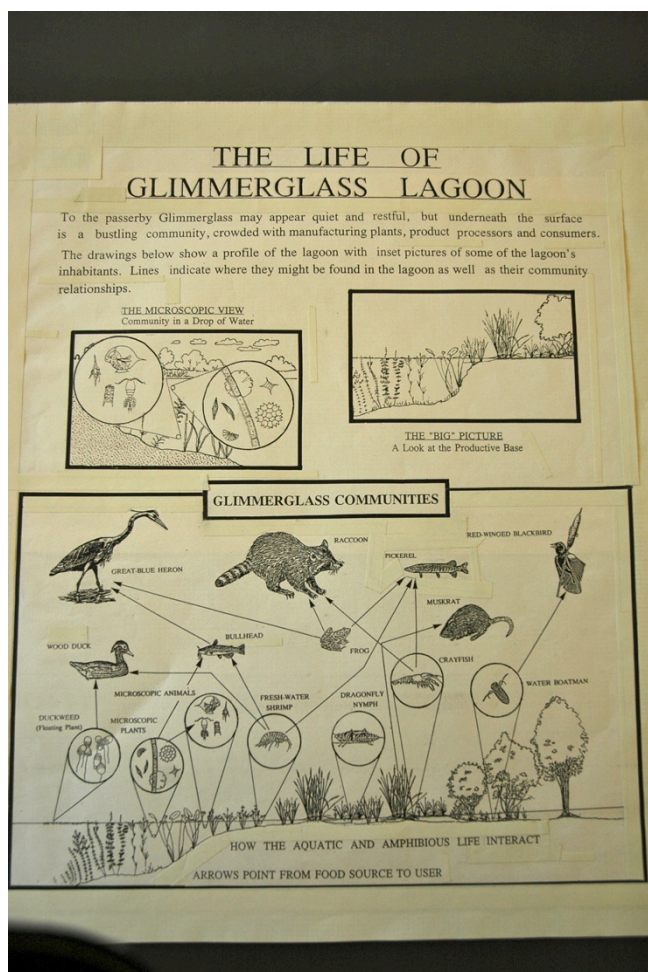 THE LIFE OF
GLIMMERGLASS LAGOON
To the passerby Glimmerglass may appear quiet and restful, but underneath the surface
is a bustling community, crowded with manufacturing plants, product processors and consumers.
The drawings below show a profile of the lagoon with inset pictures of some of the lagoon's
inhabitants. Lines indicate where they might be found in the lagoon as well as their community
relationships.
THE MICROSCOPIC VIEW
Community in a Drop of Water
THE "BIG" PICTURE
A Look at the Productive Base
GLIMMERGLASS COMMUNITIES
GREAT-BLUE HERON
RACCOON
PICKEREL
RED-WINGED BLACKBIRD
MUSKRAT
WOOD DUCK
BULLHEAD
FROG
CRAYFISH
WATER BOATMAN
MICROSCOPIC ANIMALS
DUCKWEED
(Floating Plant)
MICROSCOPIC
PLANTS
FRESH-WATER
SHRIMP
DRAGONFLY
NYMPH
HOW THE AQUATIC AND AMPHIBIOUS LIFE INTERACT
ARROWS POINT FROM FOOD SOURCE TO USER